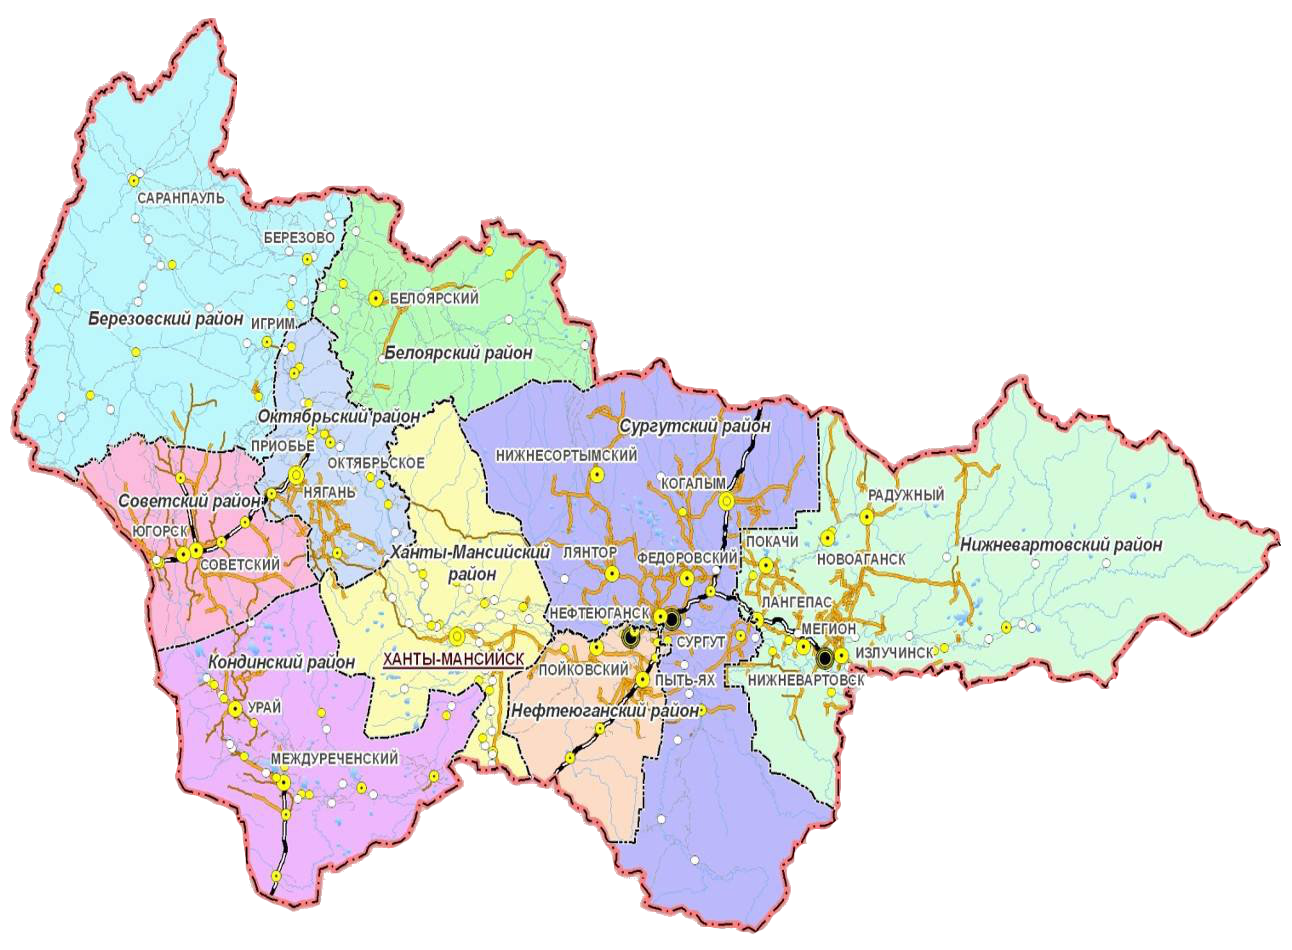 САРАНПАУЛЬ
БЕРЕЗОВО
БЕЛОЯРСКИЙ
Березовский район
ИГРИМ
Белоярский район
Октябрьский район
Сургутский район
ПРИОБЬЕ
НИЖНЕСОРТЫМСКИЙ
ОКТЯБРЬСКОЕ
КОГАЛЫМ
НЯГАНЬ
РАДУЖНЫЙ
Советский район
ЮГОРСК
ПОКАЧИ
Нижневартовский район
Ханты-Мансийский
район
ЛЯНТОР
ФЕДОРОВСКИЙ
НОВОАГАНСК
СОВЕТСКИЙ
ЛАНГЕПАС
НЕФТЕЮГАНСК
МЕГИОН
СУРГУТ
ИЗЛУЧИНСК
Кондинский район
ХАНТЫ-МАНСИЙСК
ПОЙКОВСКИЙ
ПЫТЬ-ЯХ
НИЖНЕВАРТОВСК
УРАЙ
Нефтеюганский район
МЕЖДУРЕЧЕНСКИЙ